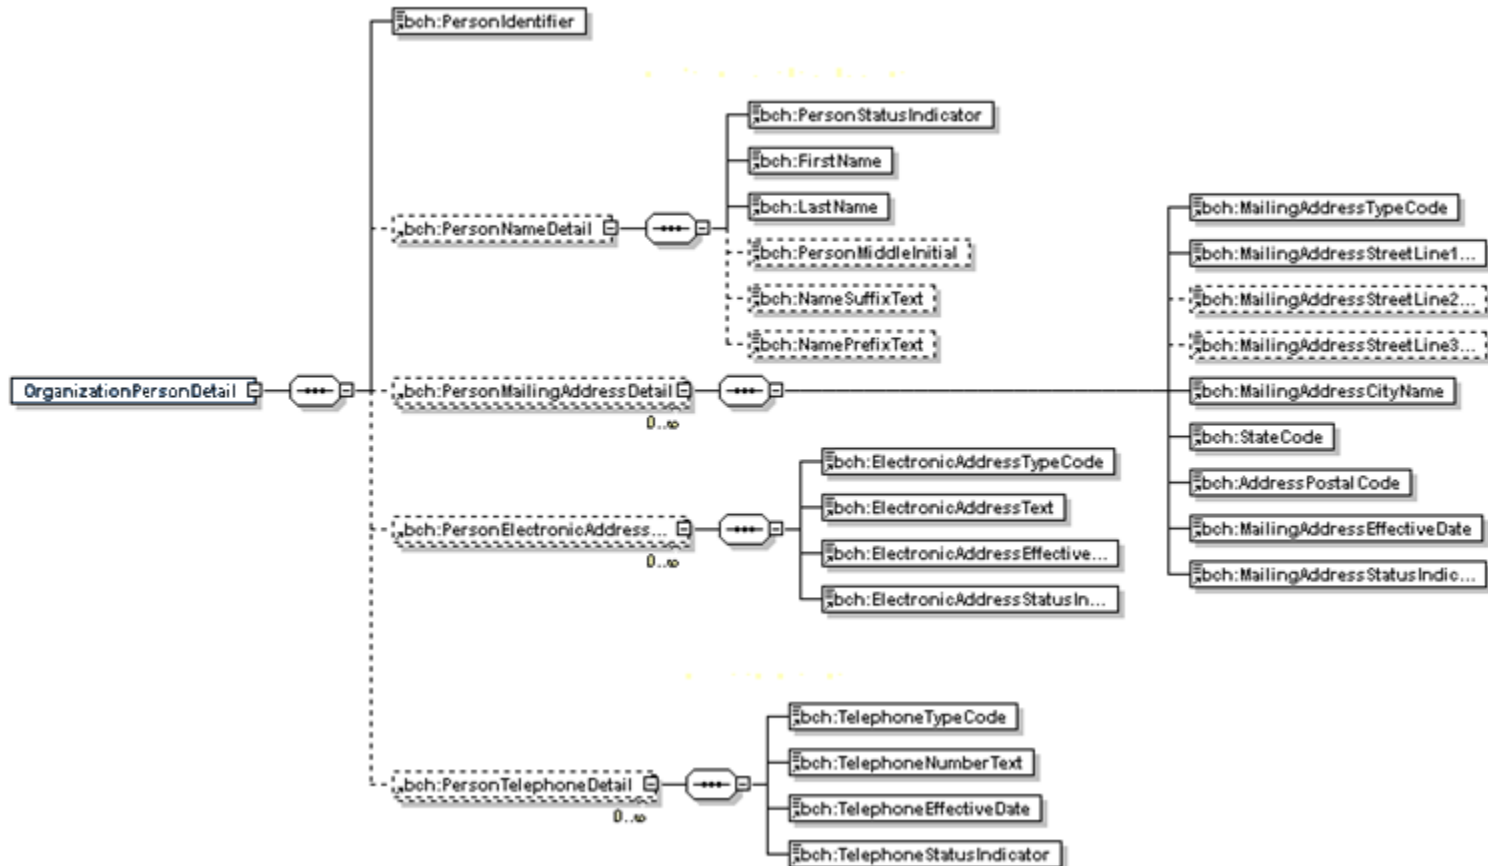 bch:PersonIdentifier
bch:PersonStatusIndicator
bch:FirstName
bch:LastName
bch:PersonNameDetail
bch:PersonMiddleInitial
bch:NameSuffixText
bch:NamePrefixText
bch:MailingAddressTypeCode
bch:MailingAddressStreetLine1...
bch:MailingAddressStreetLine2...
bch:MailingAddressStreetLine3...
OrganizationPersonDetail
bch:PersonMailingAddressDetail
0..∞
bch:MailingAddressCityName
bch:StateCode
bch:AddressPostalCode
bch:MailingAddressEffectiveDate
bch:MailingAddressStatusIndic...
bch:ElectronicAddressTypeCode
bch:ElectronicAddressText
bch:PersonElectronicAddress...
0..∞
bch:ElectronicAddressEffective...
bch:ElectronicAddressStatusIn...
bch:TelephoneTypeCode
bch:TelephoneNumberText
bch:PersonTelephoneDetail
0..∞
bch:TelephoneEffectiveDate
bch:TelephoneStatusIndicator